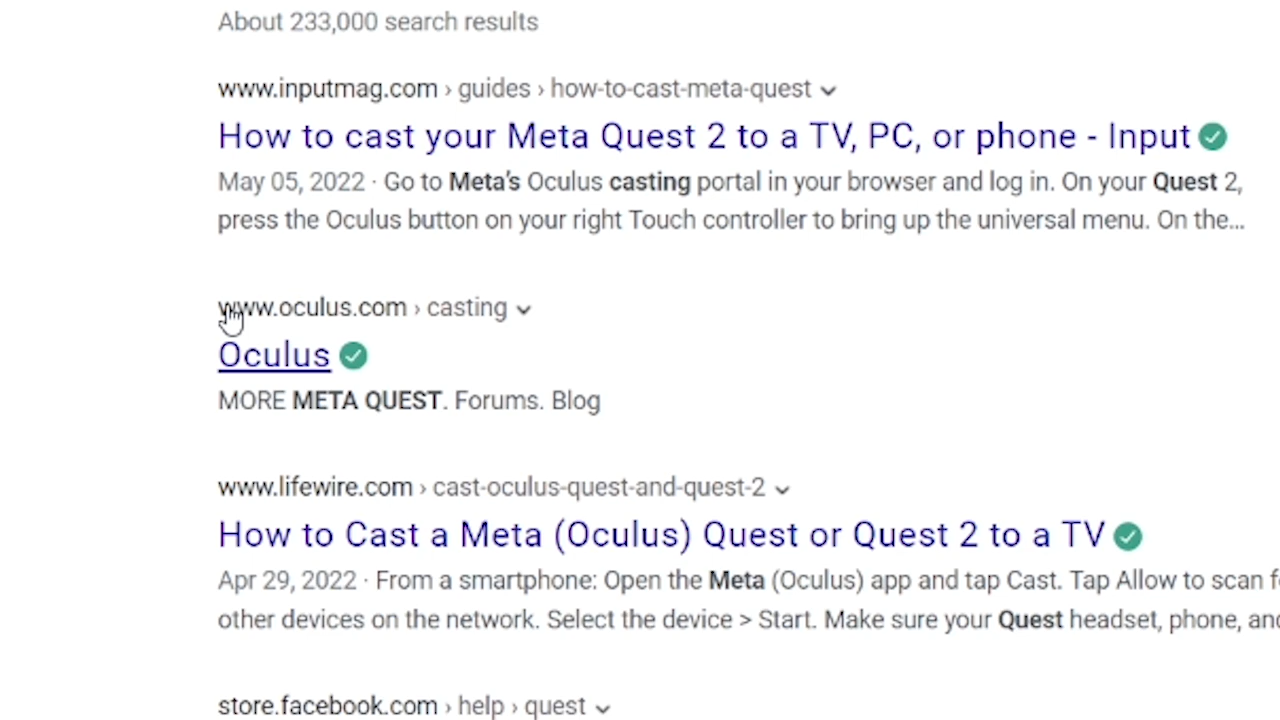 About 233,000 search results
www.inputmag.com › guides › how-to-cast-meta-quest
How to cast your Meta Quest 2 to a TV, PC, or phone - Input
May 05, 2022 · Go to Meta's Oculus casting portal in your browser and log in. On your Quest 2,
press the Oculus button on your right Touch controller to bring up the universal menu. On the...
www.oculus.com › casting
Oculus
MORE META QUEST. Forums. Blog
www.lifewire.com › cast-oculus-quest-and-quest-2
How to Cast a Meta (Oculus) Quest or Quest 2 to a TV
Apr 29, 2022 · From a smartphone: Open the Meta (Oculus) app and tap Cast. Tap Allow to scan
other devices on the network. Select the device > Start. Make sure your Quest headset, phone,
store.facebook.com › help › quest